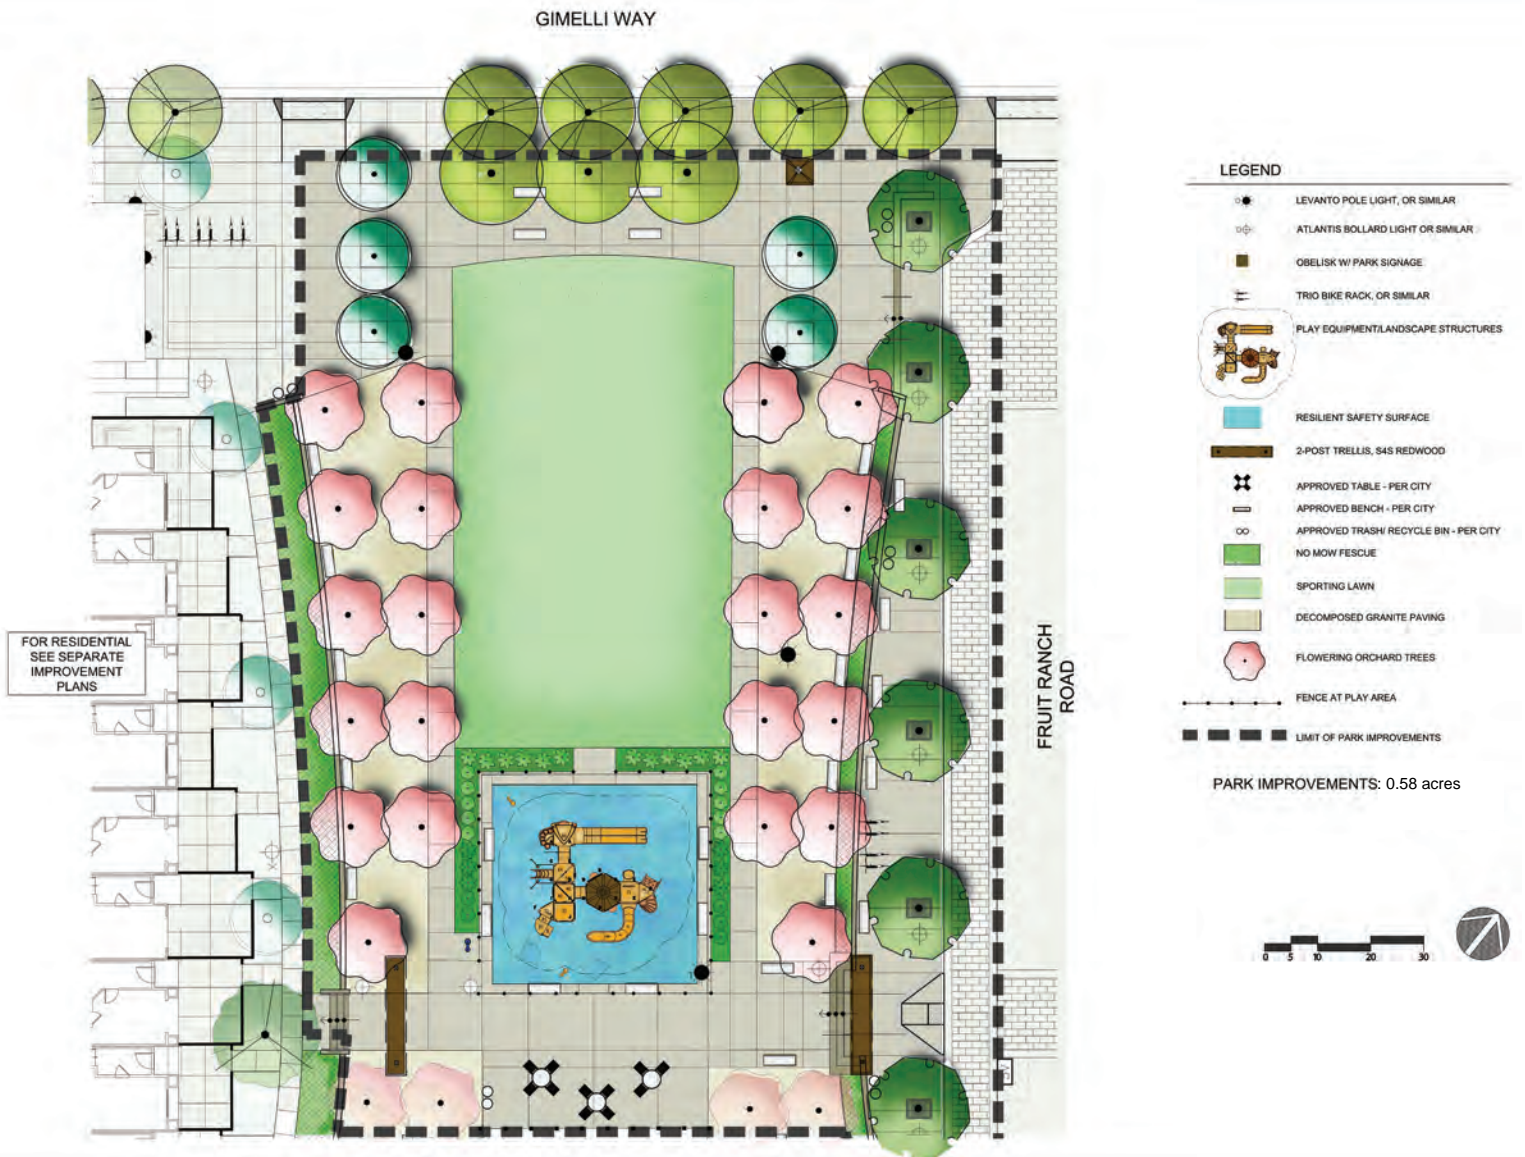 GIMELLI WAY
LEGEND
LEVANTO POLE LIGHT, OR SIMILAR
ATLANTIS BOLLARD LIGHT OR SIMILAR
OBELISK W/ PARK SIGNAGE
TRIO BIKE RACK, OR SIMILAR
PLAY EQUIPMENT/LANDSCAPE STRUCTURES
RESILIENT SAFETY SURFACE
2-POST TRELLIS, S4S REDWOOD
APPROVED TABLE - PER CITY
APPROVED BENCH - PER CITY
APPROVED TRASH/ RECYCLE BIN - PER CITY
NO MOW FESCUE
SPORTING LAWN
DECOMPOSED GRANITE PAVING
FLOWERING ORCHARD TREES
FENCE AT PLAY AREA
LIMIT OF PARK IMPROVEMENTS
PARK IMPROVEMENTS: 0.58 acres
FOR RESIDENTIAL
SEE SEPARATE
IMPROVEMENT
PLANS
FRUIT RANCH
ROAD
0 5 10 20 30